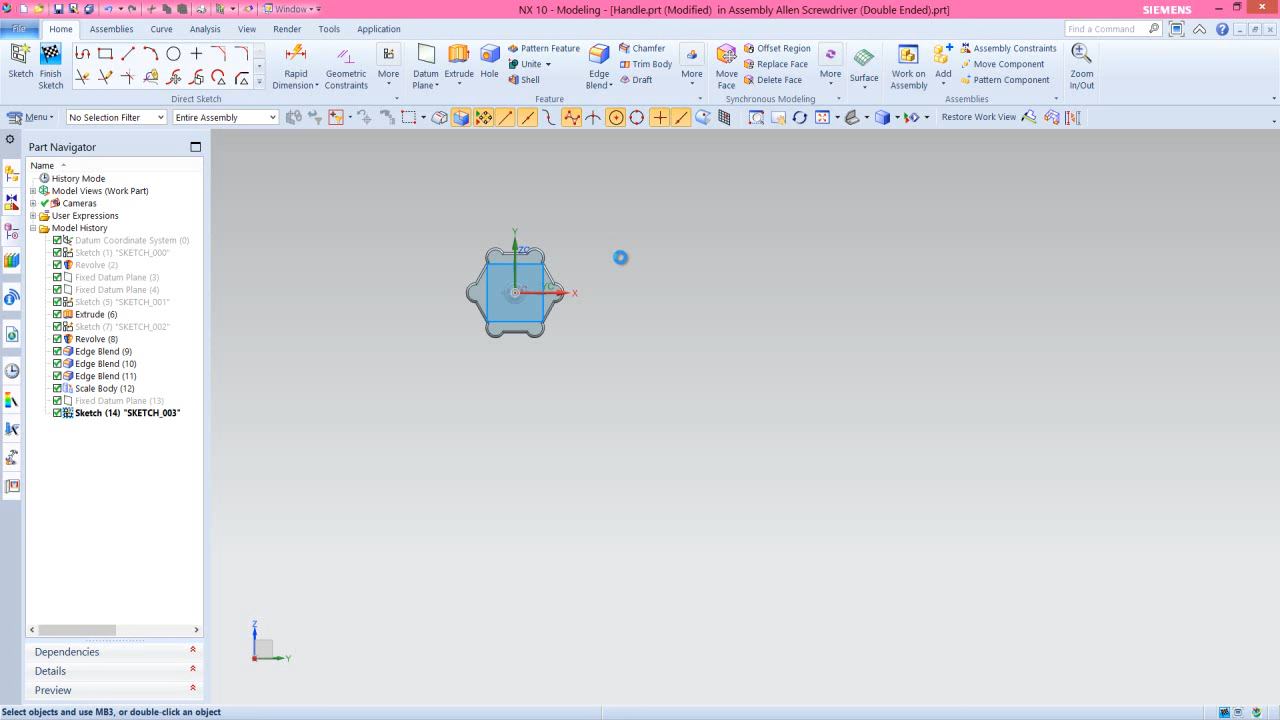 Window
NX 10 - Modeling - [Handle.prt (Modified) in Assembly Allen Screwdriver (Double Ended).prt]
SIEMENS
File Home Assemblies Curve Analysis View Render Tools Application
Find a Command
Sketch
Finish Sketch
Direct Sketch
Rapid Dimension
Geometric Constraints
More
Datum Plane
Extrude
Hole
Pattern Feature
Unite
Shell
Edge Blend
Chamfer
Trim Body
Draft
More
Feature
Move Face
Offset Region
Replace Face
Delete Face
More
Synchronous Modeling
Surface
Work on Assembly
Add
Assembly Constraints
Move Component
Pattern Component
Assemblies
Zoom In/Out
Menu
No Selection Filter
Entire Assembly
Restore Work View
Part Navigator
Name
History Mode
Model Views (Work Part)
Cameras
User Expressions
Model History
Datum Coordinate System (0)
Sketch (1) "SKETCH_000"
Revolve (2)
Fixed Datum Plane (3)
Fixed Datum Plane (4)
Sketch (5) "SKETCH_001"
Extrude (6)
Sketch (7) "SKETCH_002"
Revolve (8)
Edge Blend (9)
Edge Blend (10)
Edge Blend (11)
Scale Body (12)
Fixed Datum Plane (13)
Sketch (14) "SKETCH_003"
Y
ZC
YC
X
Z
Y
Dependencies
Details
Preview
Select objects and use MB3, or double-click an object